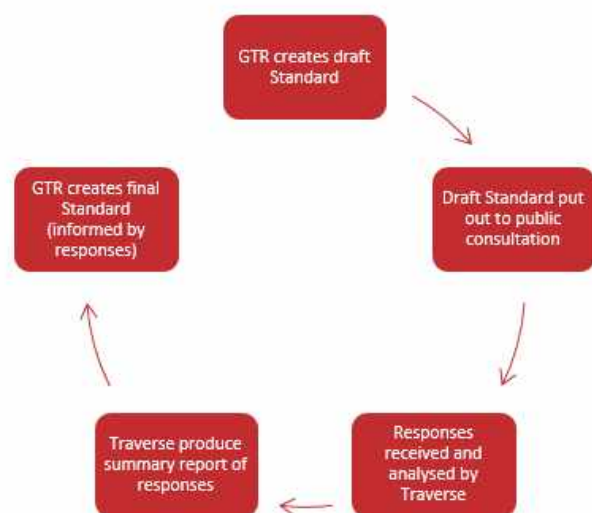 GTR creates draft
Standard
Draft Standard put
out to public
consultation
Responses
received and
analysed by
Traverse
Traverse produce
summary report of
responses
GTR creates final
Standard
(informed by
responses)